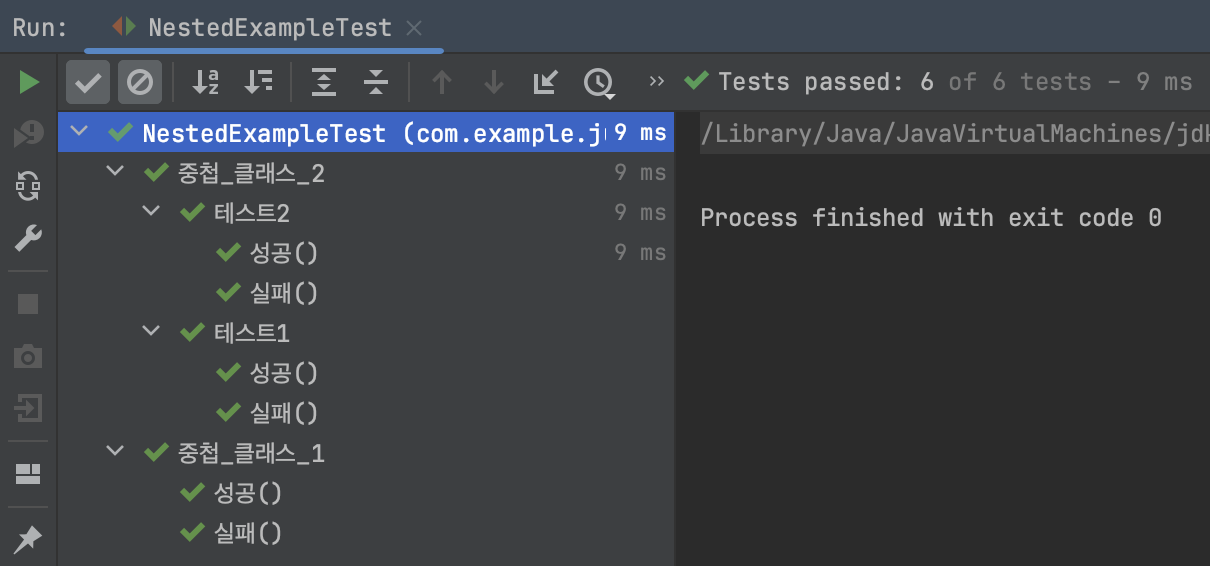 Run: NestedExampleTest
Tests passed: 6 of 6 tests – 9 ms
NestedExampleTest (com.example.j 9 ms
중첩_클래스_2 9 ms
테스트2 9 ms
성공() 9 ms
실패()
테스트1
성공()
실패()
중첩_클래스_1
성공()
실패()
/Library/Java/JavaVirtualMachines/jdk
Process finished with exit code 0